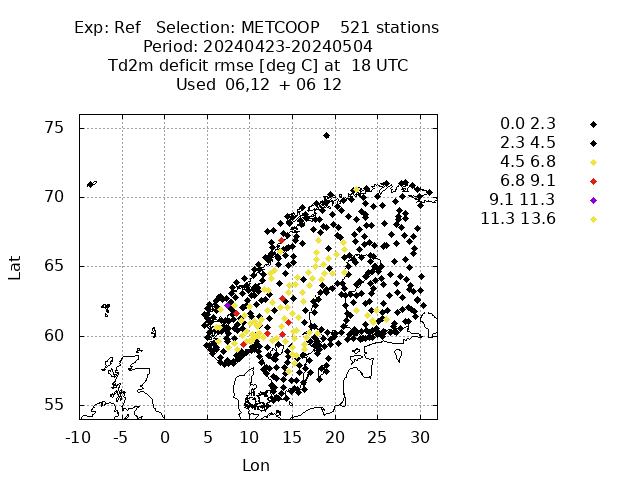 Exp: Ref   Selection: METCOOP    521 stations
Period: 20240423-20240504
Td2m deficit rmse [deg C] at  18 UTC
Used  06,12  + 06 12
0.0 2.3
2.3 4.5
4.5 6.8
6.8 9.1
9.1 11.3
11.3 13.6
75
70
65
60
55
Lat
-10 -5 0 5 10 15 20 25 30
Lon